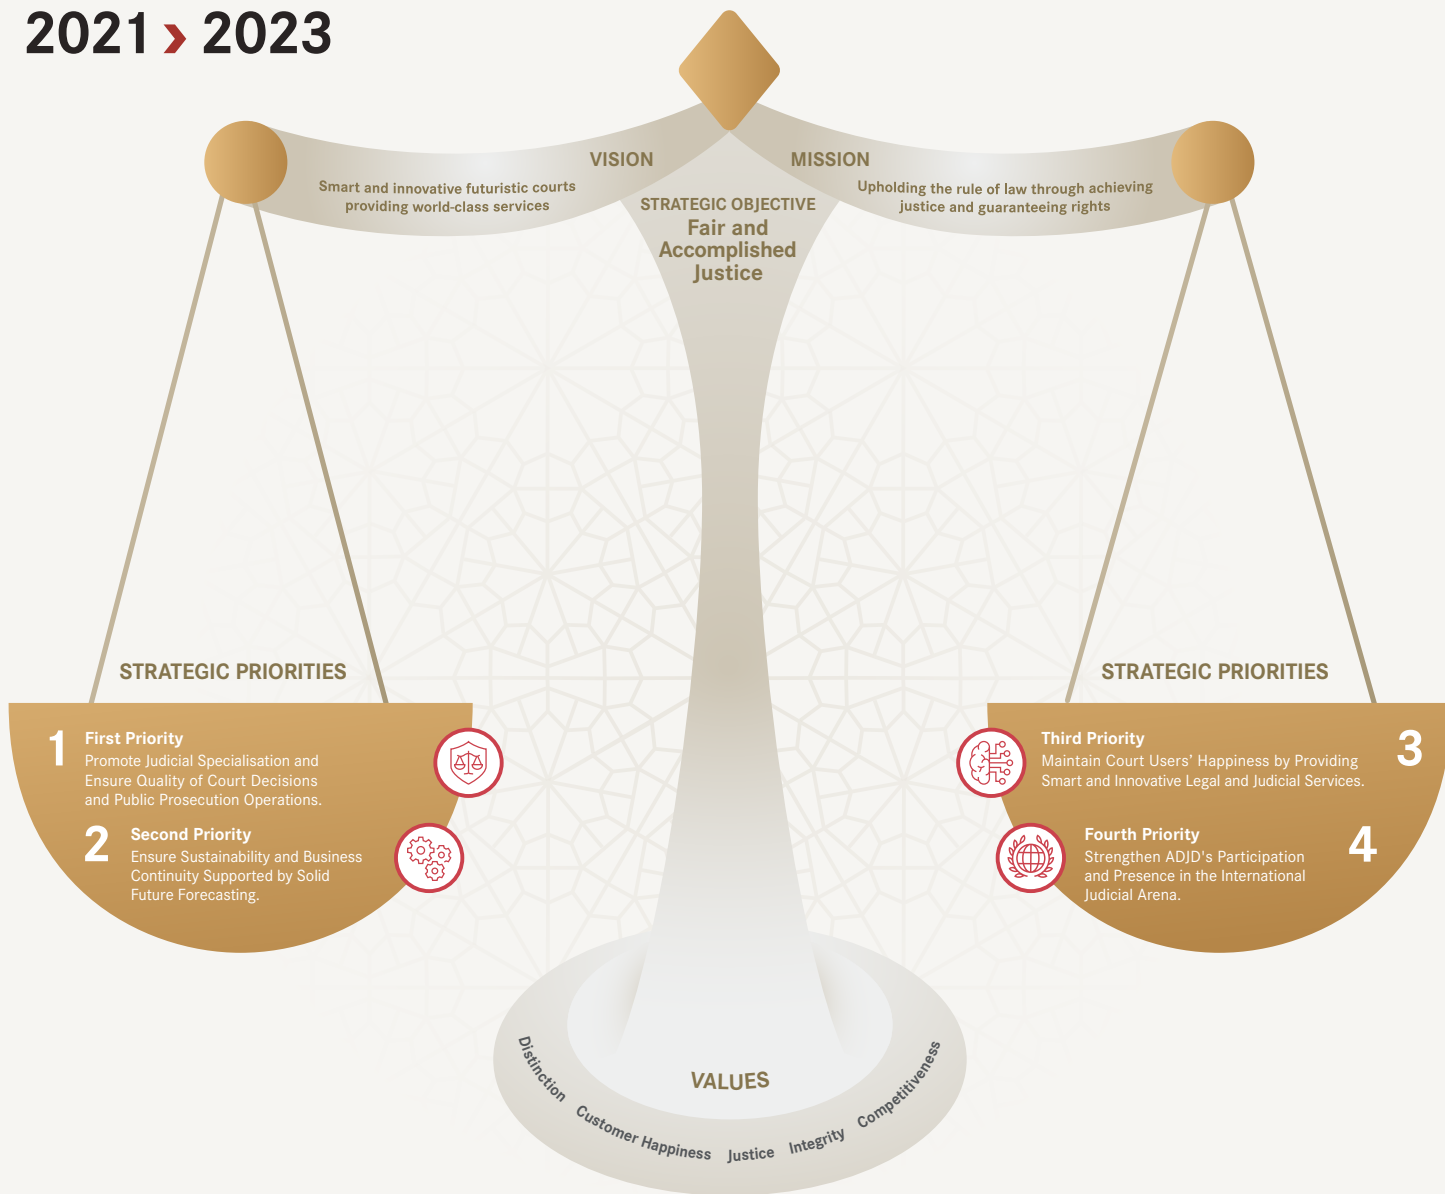 2021 › 2023
VISION
Smart and innovative futuristic courts
providing world-class services
MISSION
Upholding the rule of law through achieving
justice and guaranteeing rights
STRATEGIC OBJECTIVE
Fair and
Accomplished
Justice
STRATEGIC PRIORITIES
1 First Priority
Promote Judicial Specialisation and
Ensure Quality of Court Decisions
and Public Prosecution Operations.
2 Second Priority
Ensure Sustainability and Business
Continuity Supported by Solid
Future Forecasting.
STRATEGIC PRIORITIES
Third Priority 3
Maintain Court Users' Happiness by Providing
Smart and Innovative Legal and Judicial Services.
Fourth Priority 4
Strengthen ADJD's Participation
and Presence in the International
Judicial Arena.
VALUES
Distinction Customer Happiness Justice Integrity Competitiveness